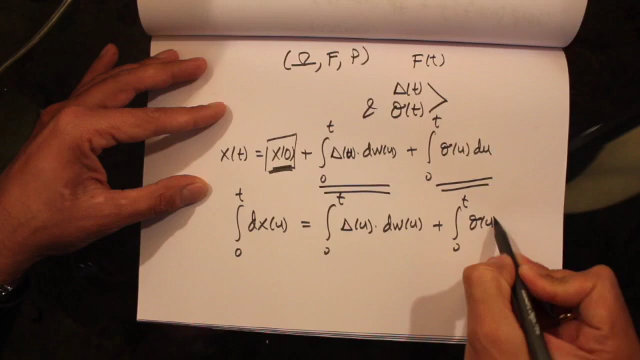 (Ω, F, P) F(t)
Δ(t)
& Θ(t) >
X(t) = X(0) + ∫₀ᵗ Δ(t)· dW(u) + ∫₀ᵗ Θ(u) du
∫₀ᵗ dX(u) = ∫₀ᵗ Δ(u)· dW(u) + ∫₀ᵗ Θ(u